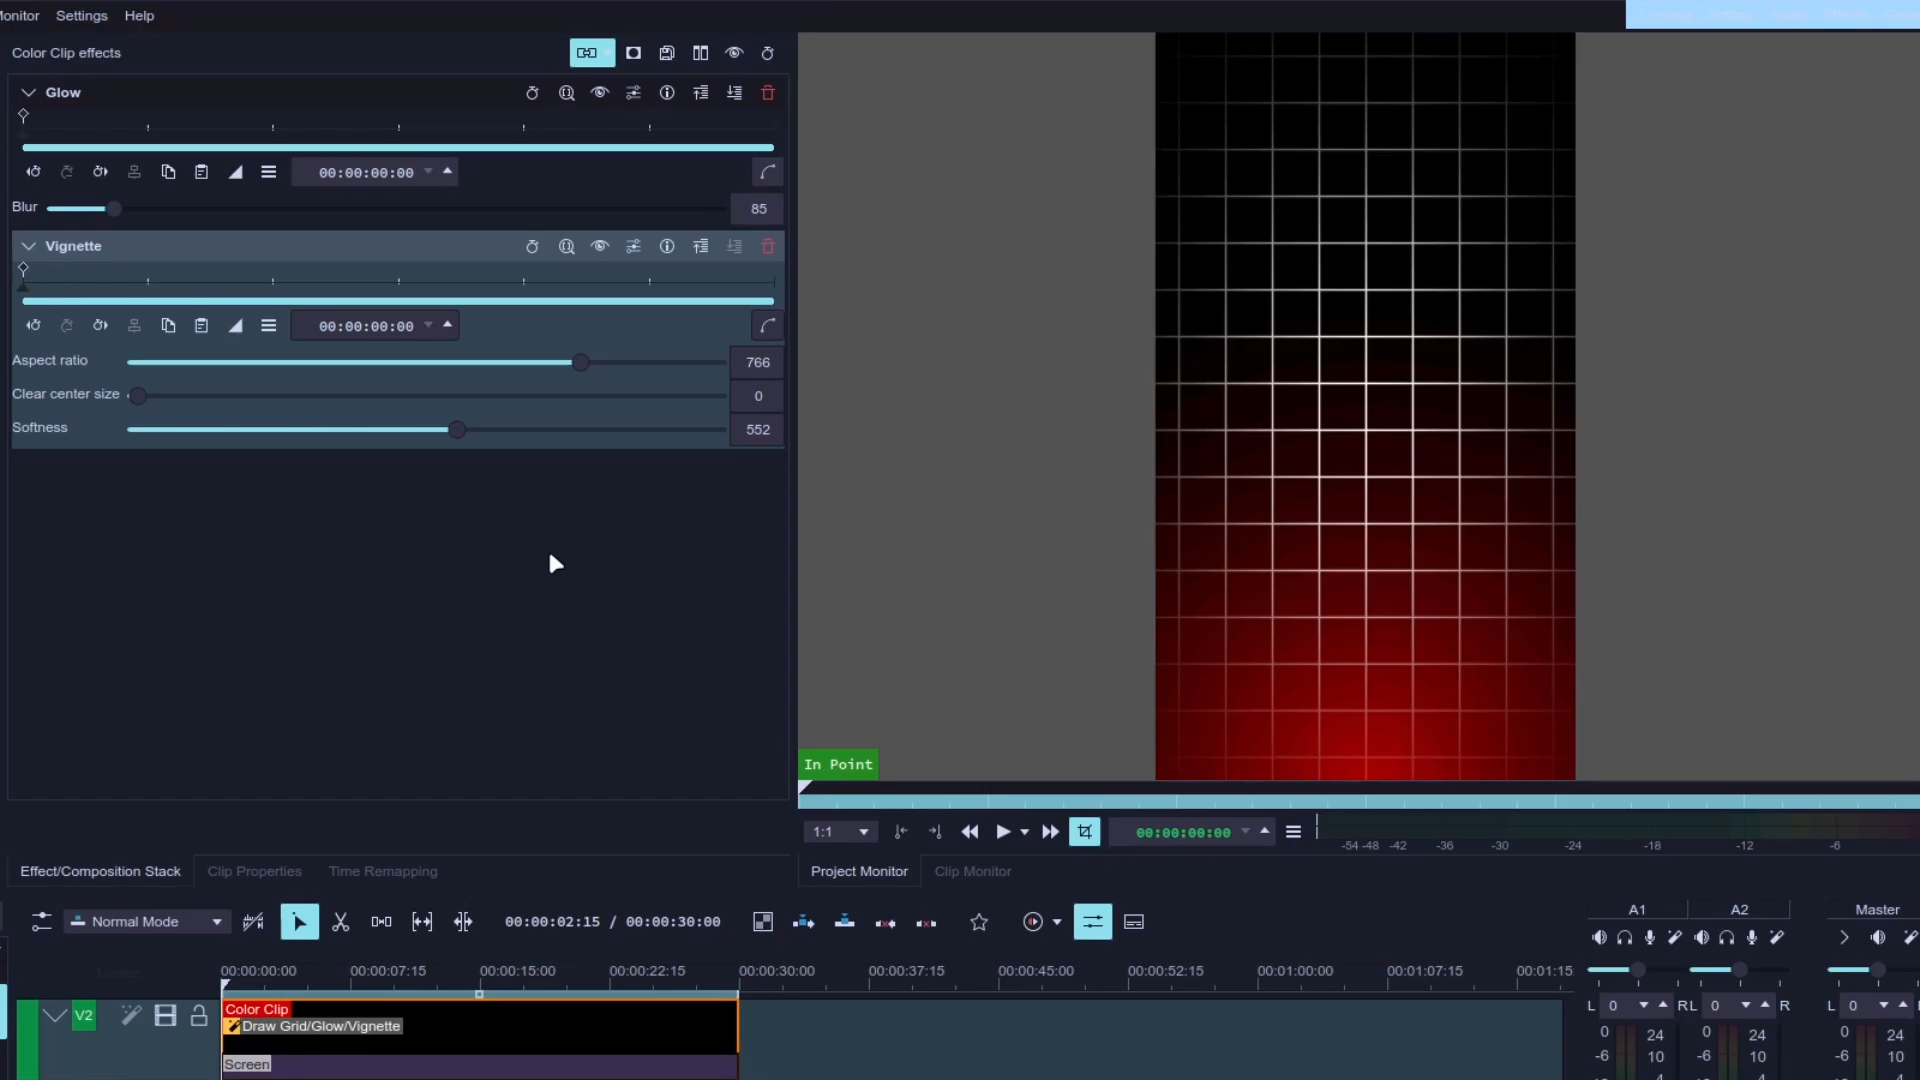 Monitor Settings Help
Color Clip effects
Glow
00:00:00:00
Blur 85
Vignette
00:00:00:00
Aspect ratio 766
Clear center size 0
Softness 552
In Point
1:1 00:00:00:00
-54 -48 -42 -36 -30 -24 -18 -12 -6
Effect/Composition Stack Clip Properties Time Remapping
Project Monitor Clip Monitor
Normal Mode 00:00:02:15 / 00:00:30:00
A1 A2 Master
00:00:00:00 00:00:07:15 00:00:15:00 00:00:22:15 00:00:30:00 00:00:37:15 00:00:45:00 00:00:52:15 00:01:00:00 00:01:07:15 00:01:15
V2
Color Clip
Draw Grid/Glow/Vignette
Screen
L 0 R L 0 R L 0
0 24 0 24 0 24
-6 10 -6 10 -6 10